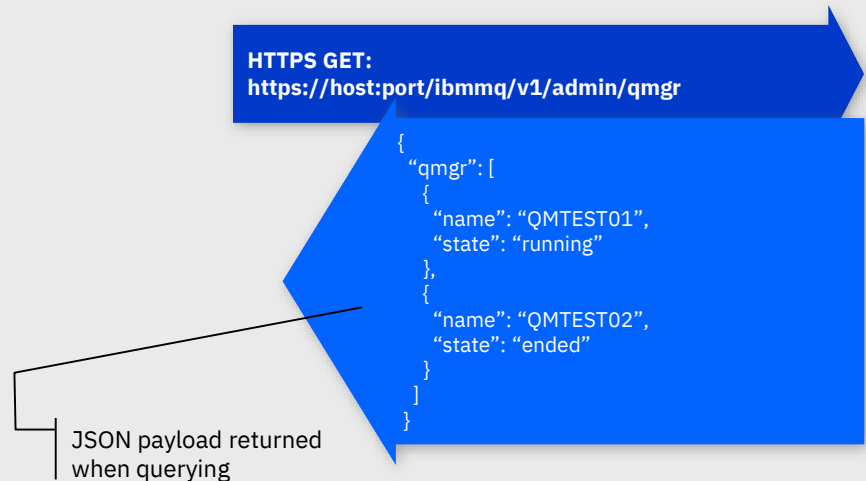 HTTPS GET:
https://host:port/ibmmq/v1/admin/qmgr
{
“qmgr”: [
{
“name”: “QMTEST01”,
“state”: “running”
},
{
“name”: “QMTEST02”,
“state”: “ended”
}
]
}
JSON payload returned
when querying